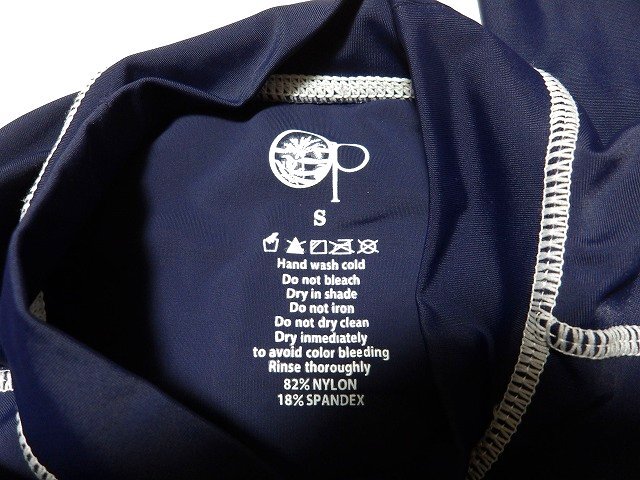 op
S
Hand wash cold
Do not bleach
Dry in shade
Do not iron
Do not dry clean
Dry inmediately
to avoid color bleeding
Rinse thoroughly
82% NYLON
18% SPANDEX